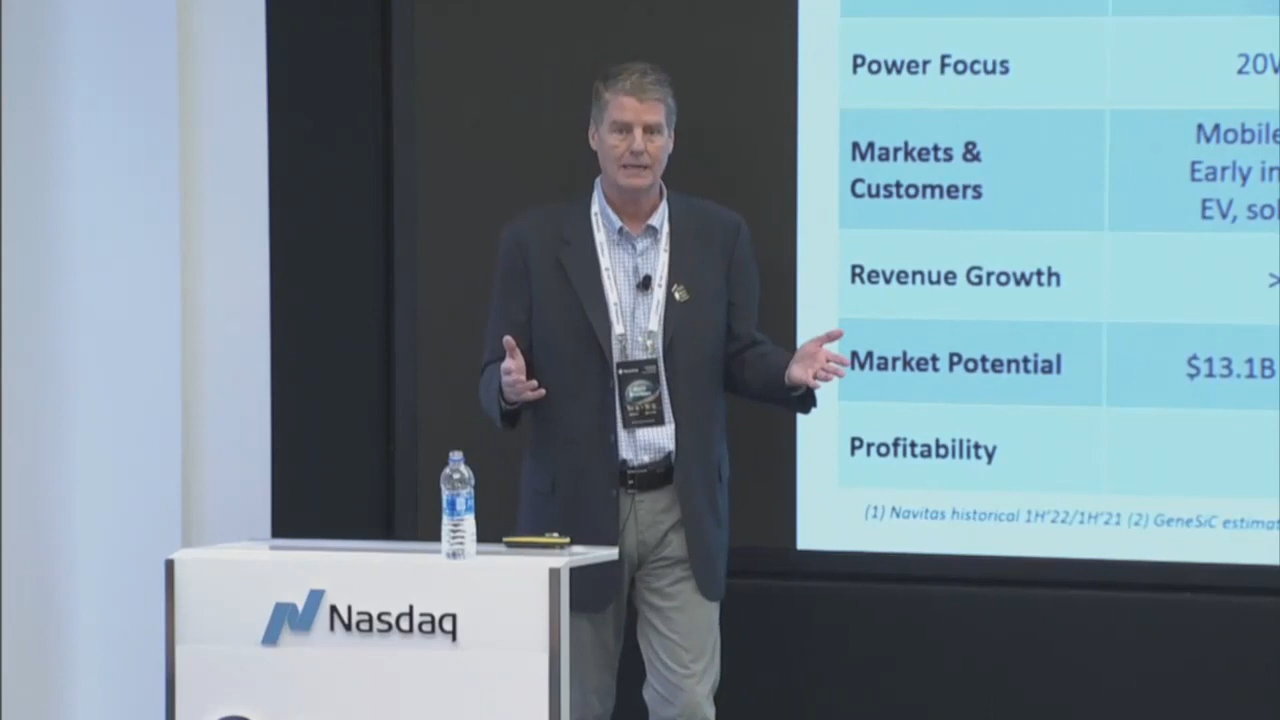 Power Focus
20V
Markets &
Customers
Mobile
Early in
EV, sol
Revenue Growth
>
Market Potential
$13.1B
Profitability
(1) Navitas historical 1H'22/1H'21 (2) GeneSiC estimat
Nasdaq